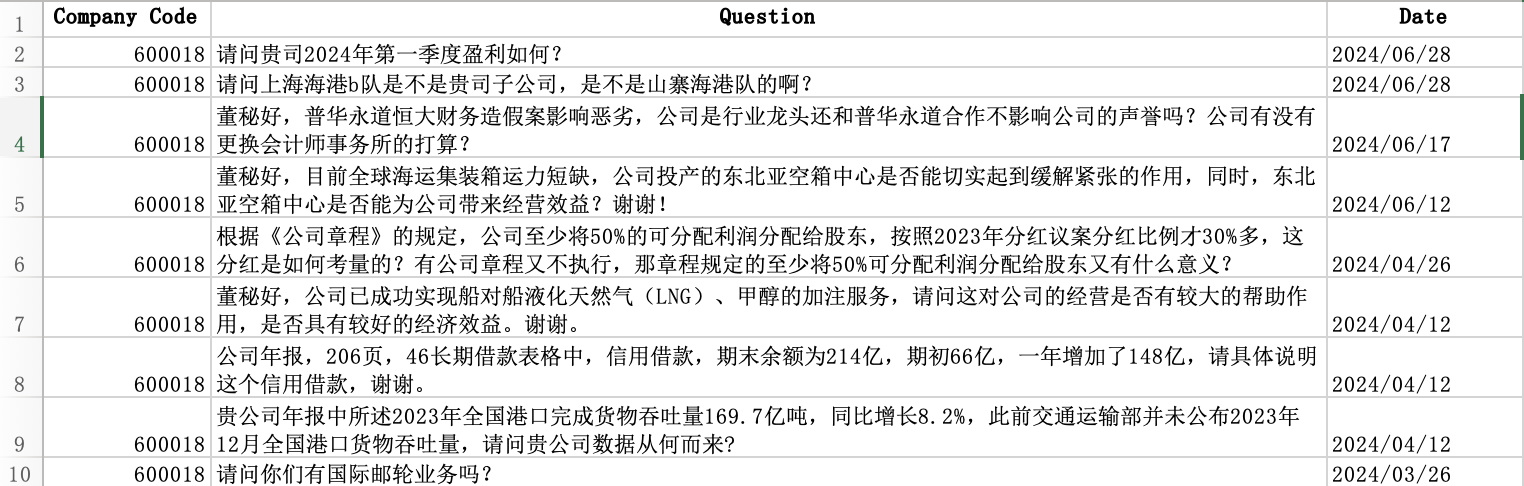 1 Company Code Question Date
2 600018 请问贵司2024年第一季度盈利如何？ 2024/06/28
3 600018 请问上海海港b队是不是贵司子公司，是不是山寨海港队的啊？ 2024/06/28
董秘好，普华永道恒大财务造假案影响恶劣，公司是行业龙头还和普华永道合作不影响公司的声誉吗？公司有没有
4 600018 更换会计师事务所的打算？ 2024/06/17
董秘好，目前全球海运集装箱运力短缺，公司投产的东北亚空箱中心是否能切实起到缓解紧张的作用，同时，东北
5 600018 亚空箱中心是否能为公司带来经营效益？谢谢！ 2024/06/12
根据《公司章程》的规定，公司至少将50%的可分配利润分配给股东，按照2023年分红议案分红比例才30%多，这
6 600018 分红是如何考量的？有公司章程又不执行，那章程规定的至少将50%可分配利润分配给股东又有什么意义？ 2024/04/26
董秘好，公司已成功实现船对船液化天然气（LNG）、甲醇的加注服务，请问这对公司的经营是否有较大的帮助作
7 600018 用，是否具有较好的经济效益。谢谢。 2024/04/12
公司年报，206页，46长期借款表格中，信用借款，期末余额为214亿，期初66亿，一年增加了148亿，请具体说明
8 600018 这个信用借款，谢谢。 2024/04/12
贵公司年报中所述2023年全国港口完成货物吞吐量169.7亿吨，同比增长8.2%，此前交通运输部并未公布2023年
9 600018 12月全国港口货物吞吐量，请问贵公司数据从何而来? 2024/04/12
10 600018 请问你们有国际邮轮业务吗？ 2024/03/26